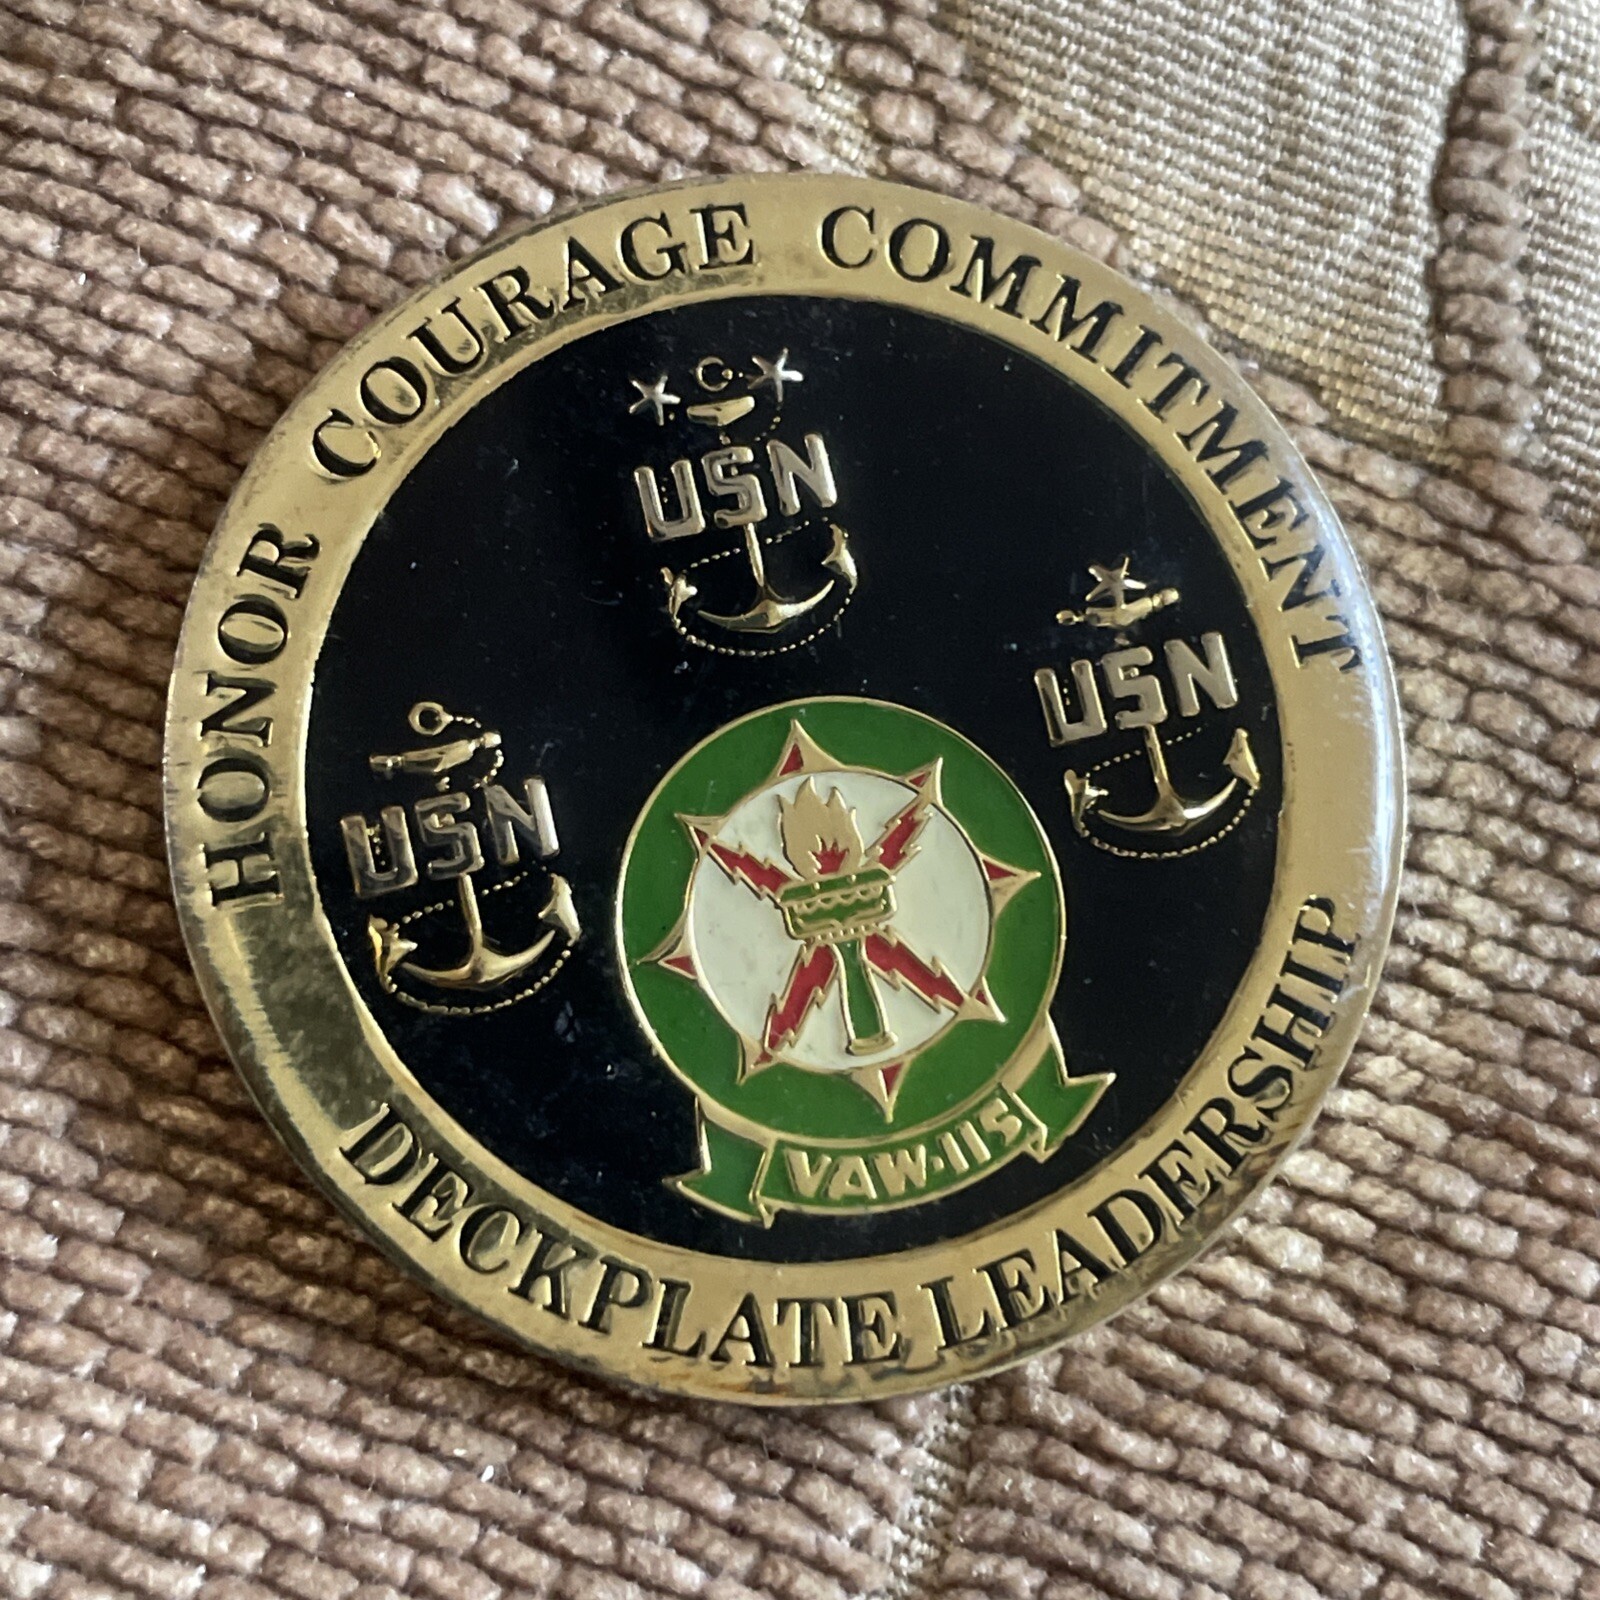 HONOR COURAGE COMMITMENT
USN
USN
USN
VAW-115
DECKPLATE LEADERSHIP